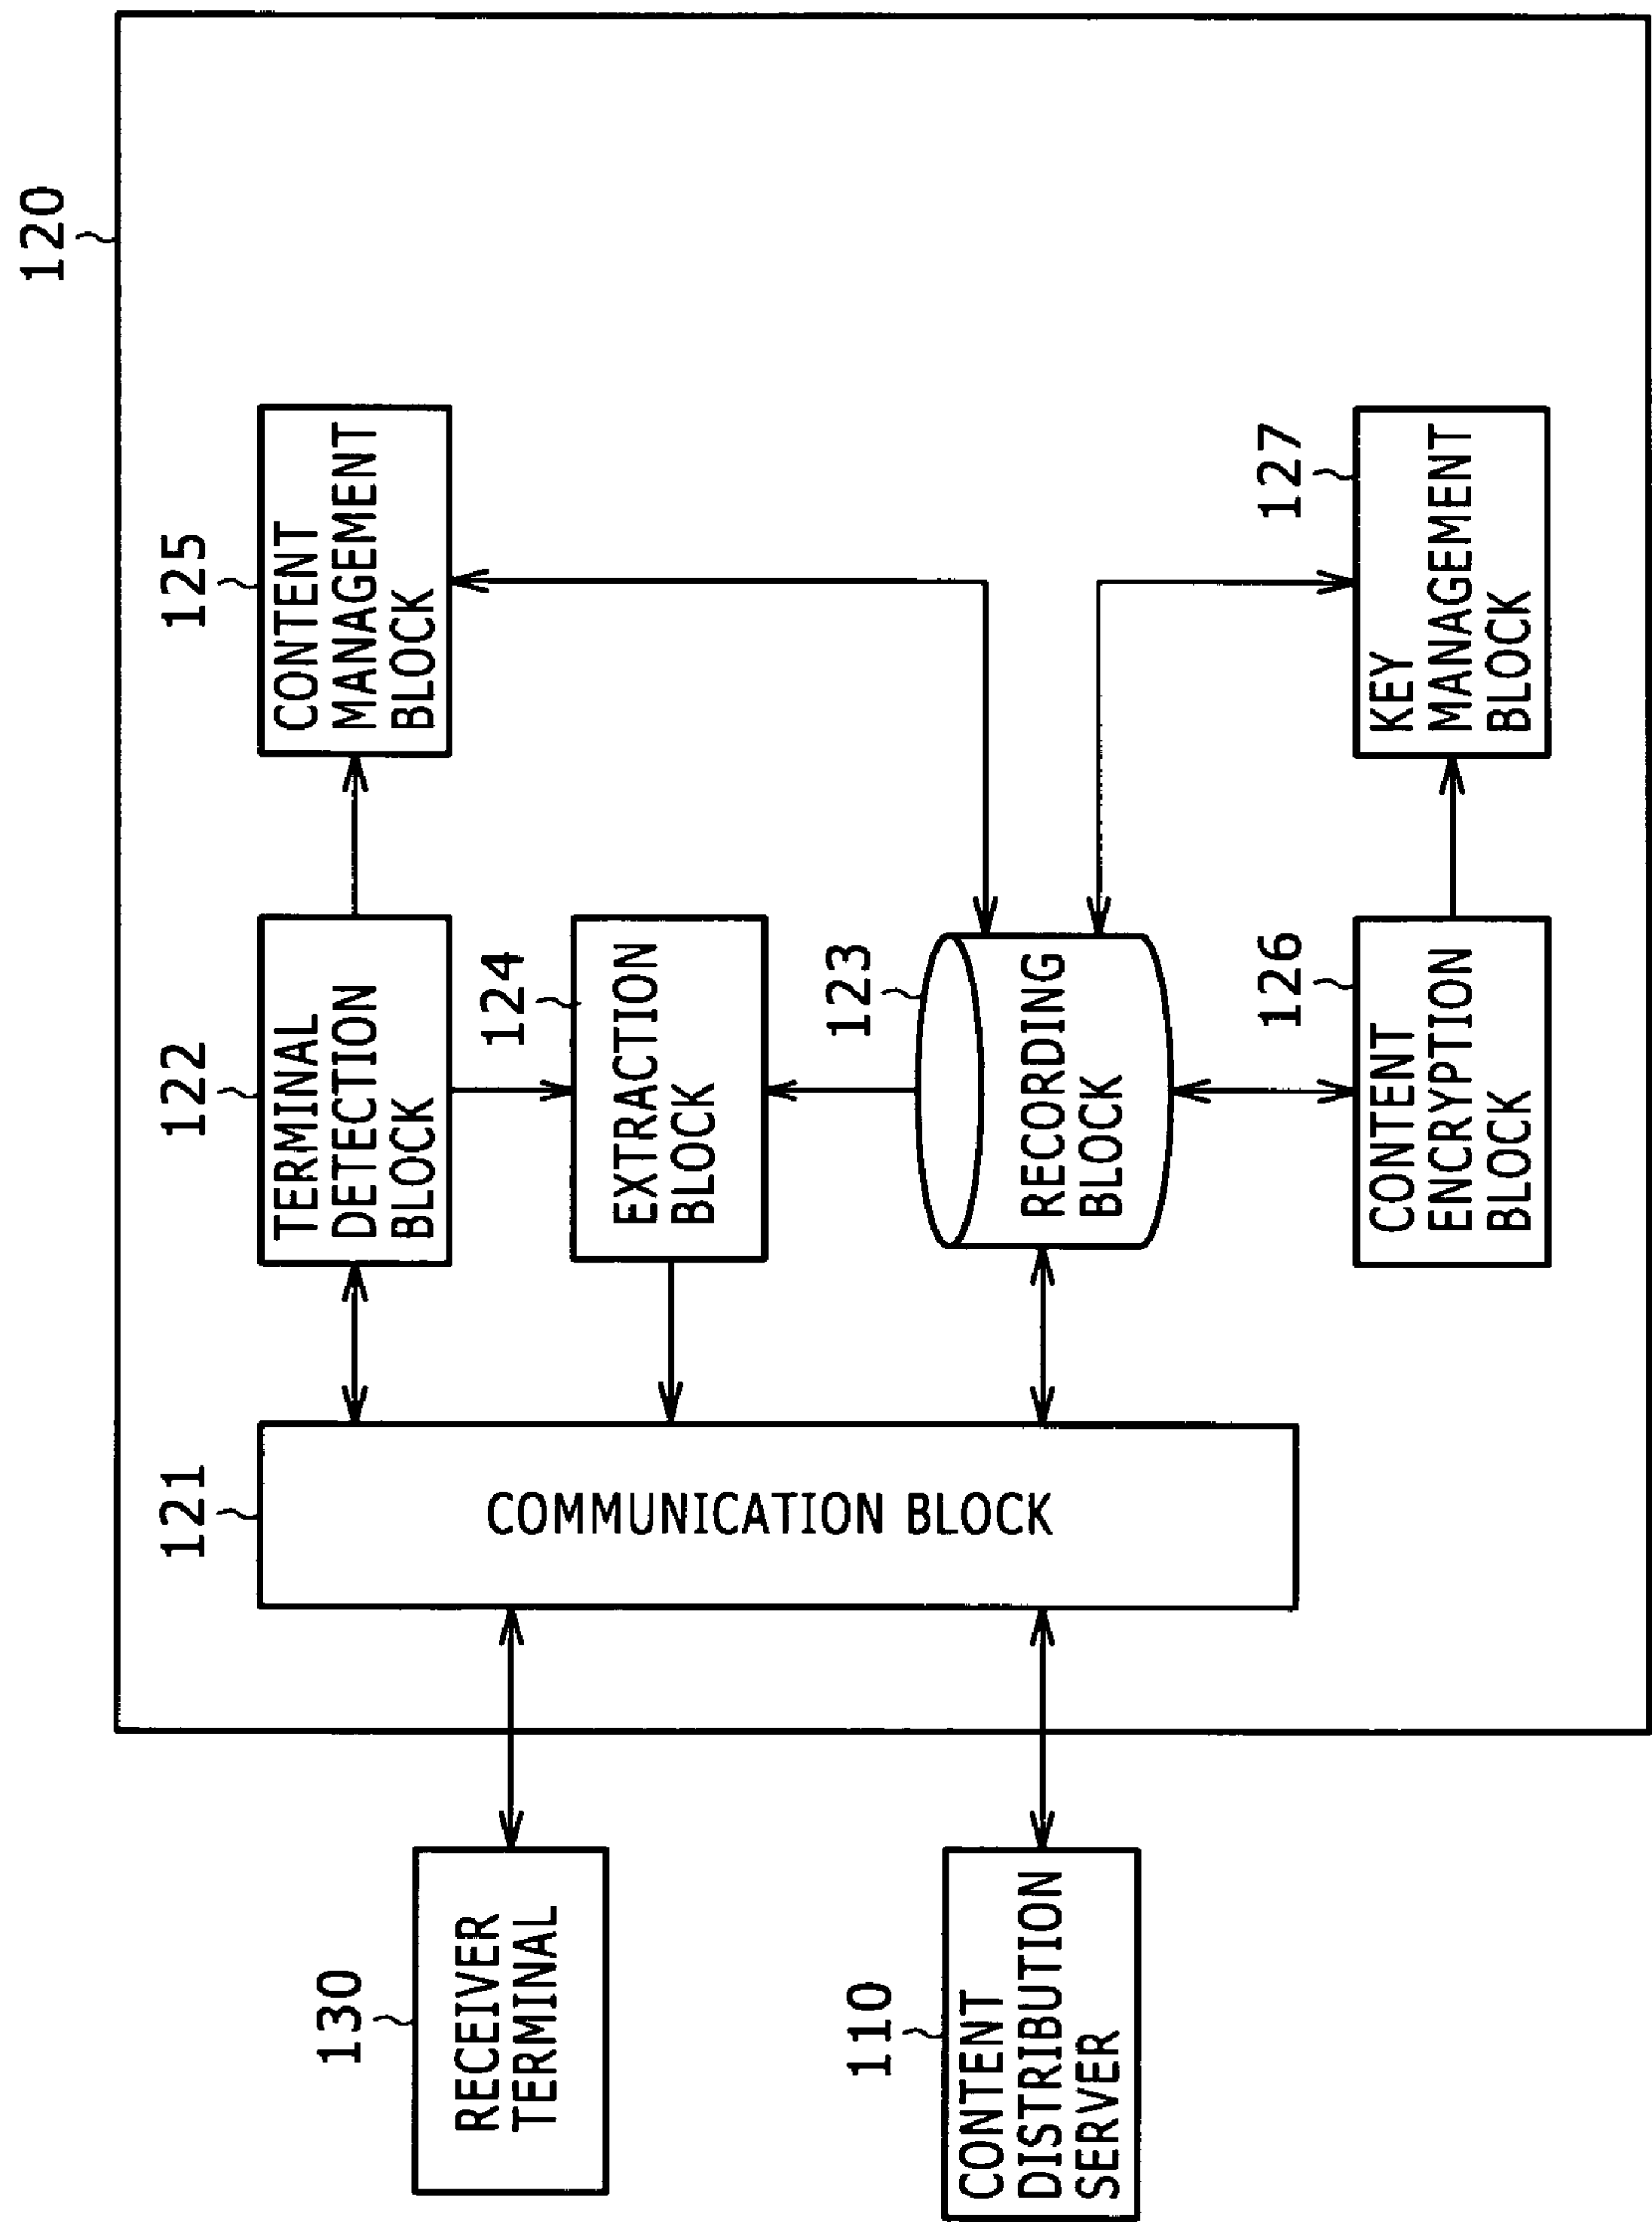 120
130
RECEIVER
TERMINAL
121
COMMUNICATION BLOCK
122
TERMINAL
DETECTION
BLOCK
125
CONTENT
MANAGEMENT
BLOCK
124
EXTRACTION
BLOCK
110
CONTENT
DISTRIBUTION
SERVER
123
RECORDING
BLOCK
126
CONTENT
ENCRYPTION
BLOCK
127
KEY
MANAGEMENT
BLOCK